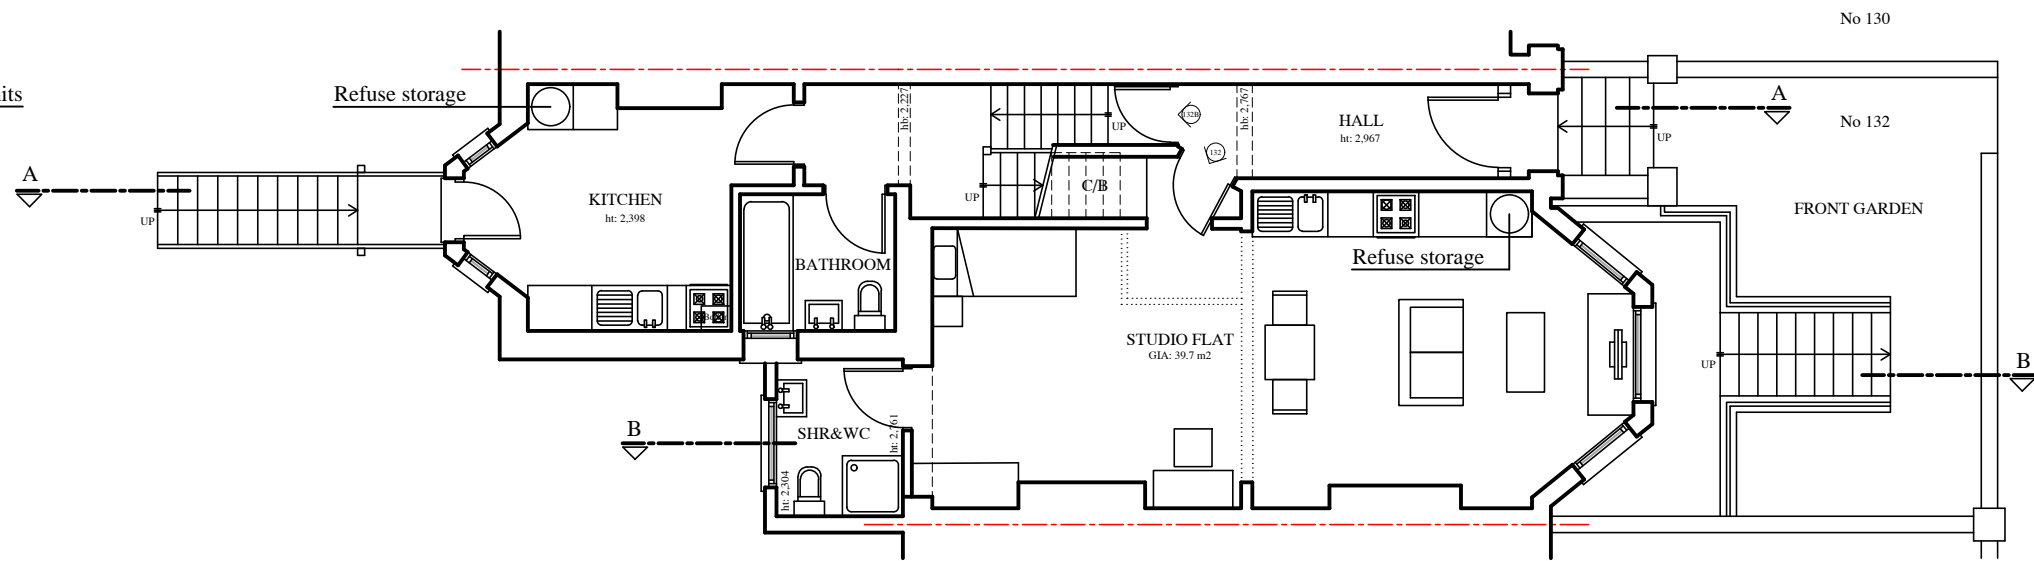 No 130
its
Refuse storage
A
No 132
hb: 2,227
UP
132B
132
hb: 2,767
HALL
ht: 2,967
UP
A
UP
KITCHEN
ht: 2,398
UP
C/B
FRONT GARDEN
BATHROOM
Refuse storage
STUDIO FLAT
GIA: 39.7 m2
UP
B
B
SHR&WC
ht: 2,761
ht: 2,304